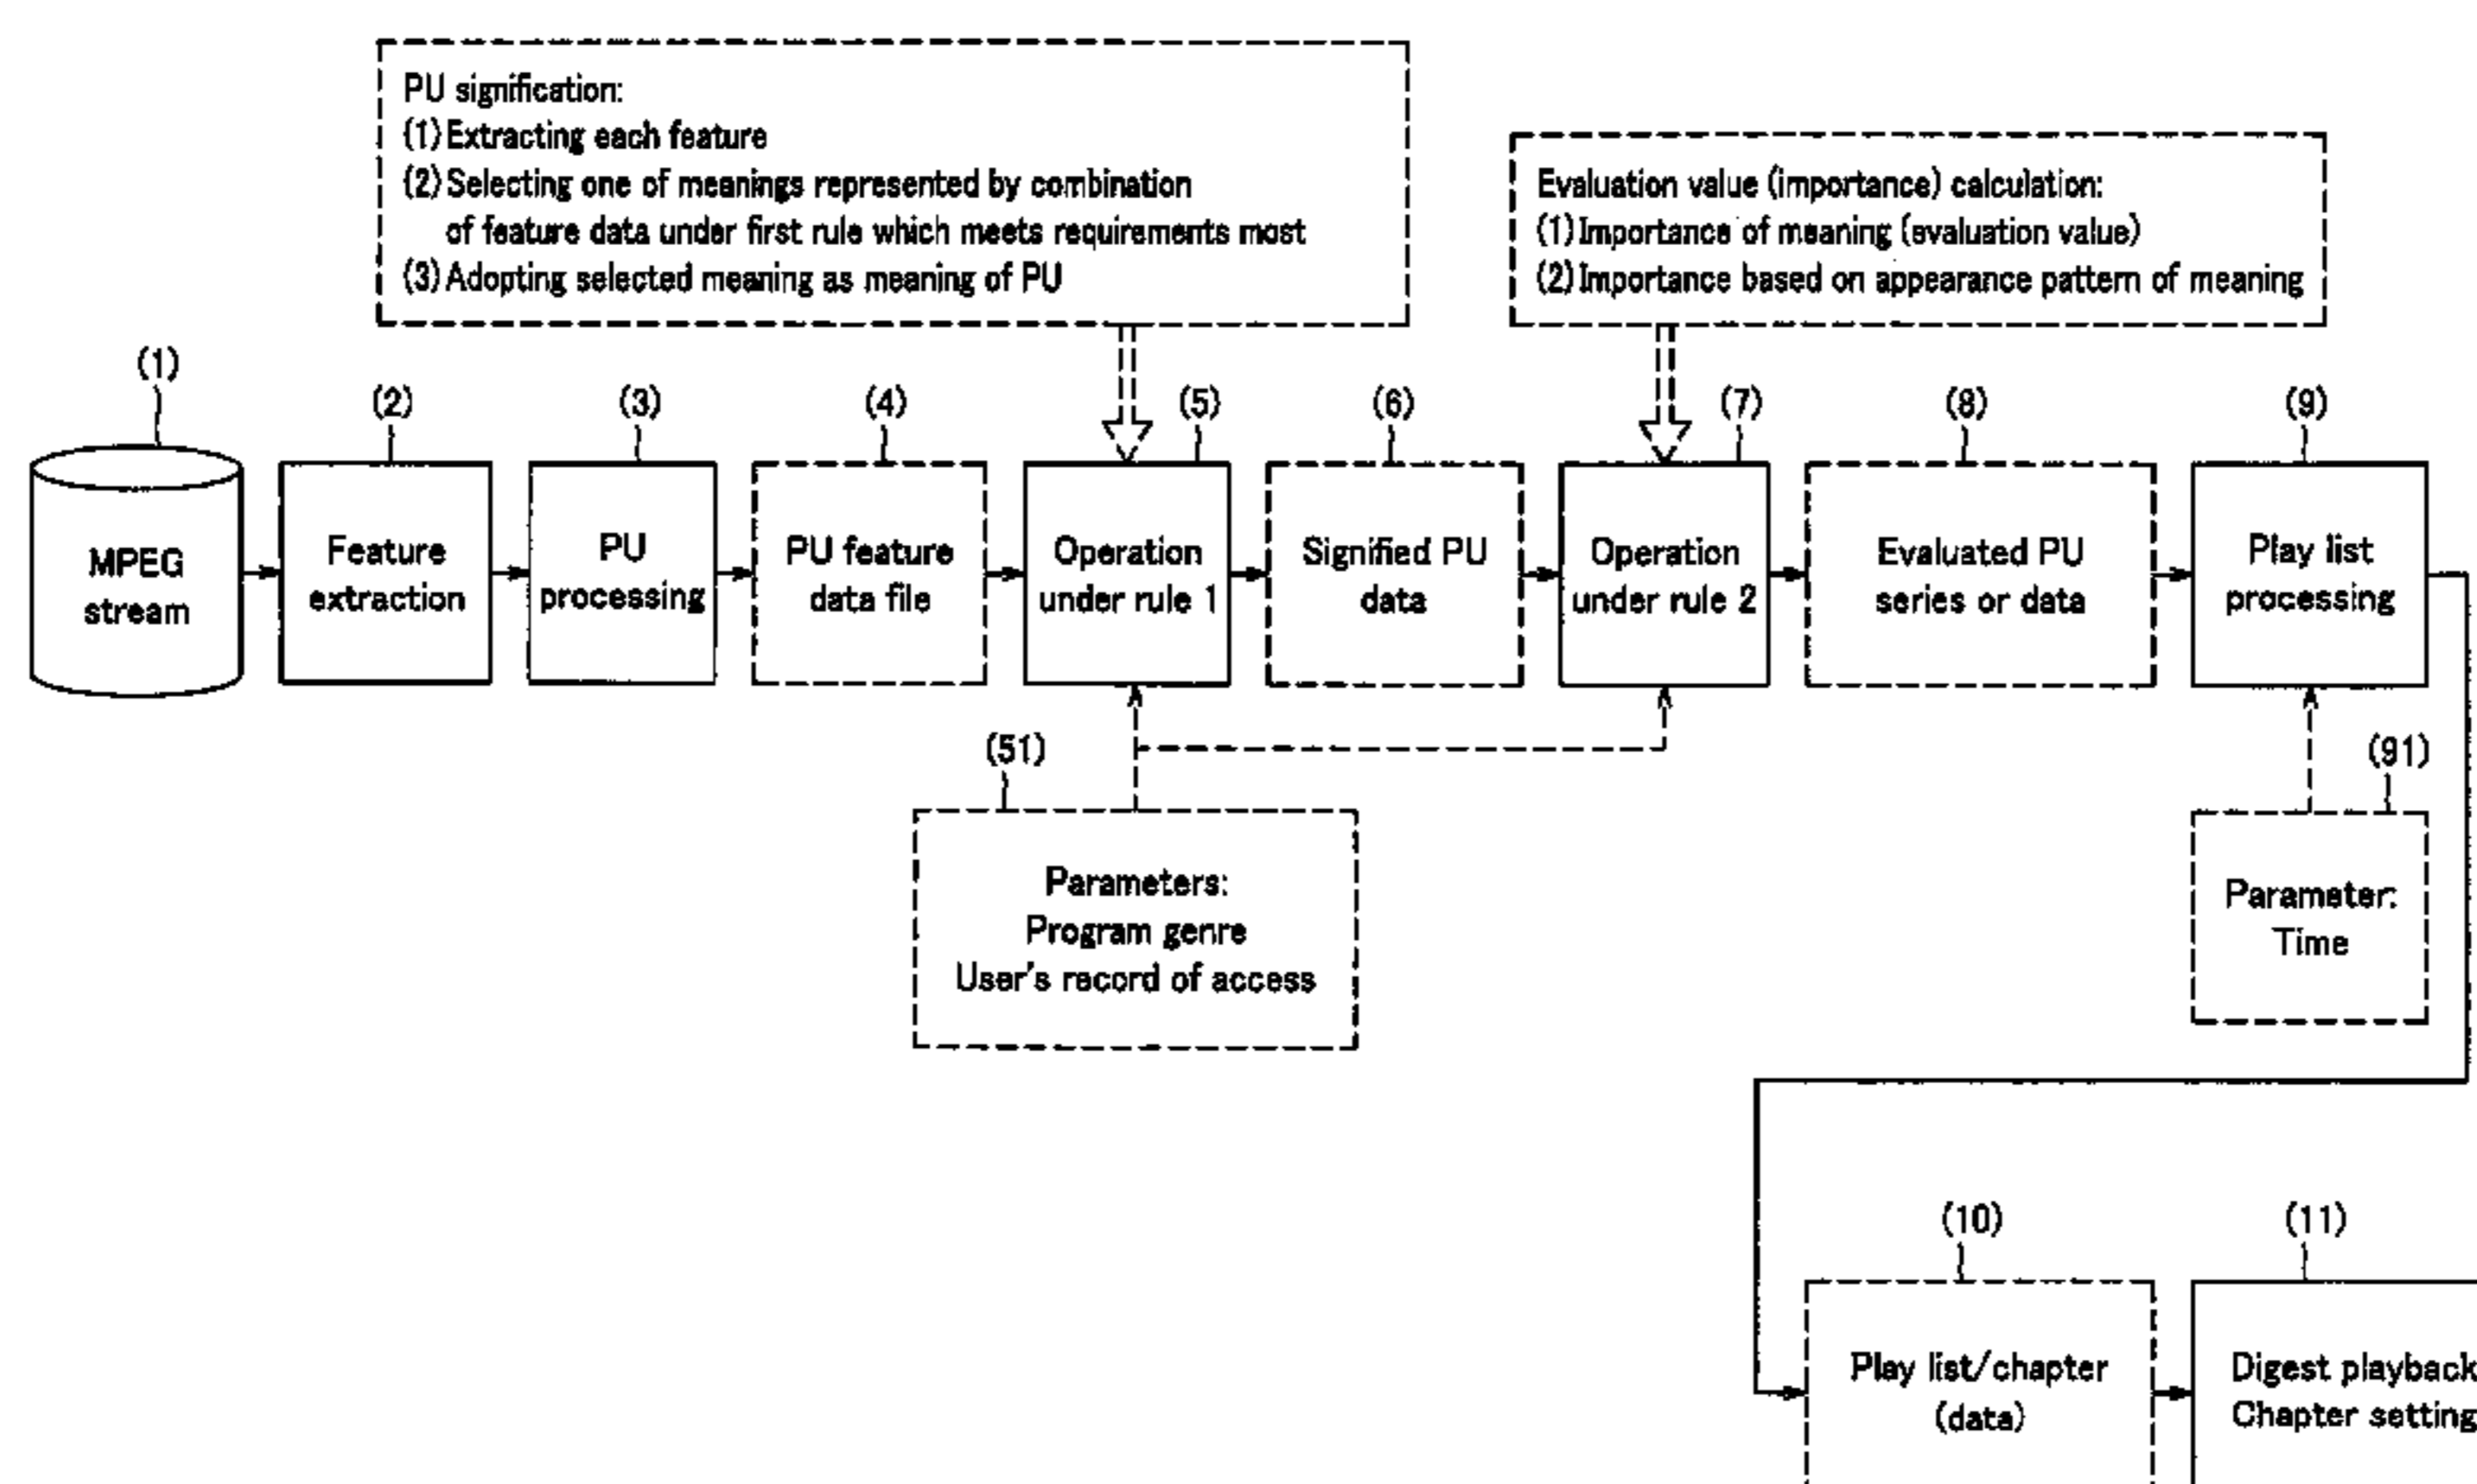 PU signification:
(1) Extracting each feature
(2) Selecting one of meanings represented by combination
of feature data under first rule which meets requirements most
(3) Adopting selected meaning as meaning of PU
Evaluation value (importance) calculation:
(1) Importance of meaning (evaluation value)
(2) Importance based on appearance pattern of meaning
(1)
(2)
(3)
(4)
(5)
(6)
(7)
(8)
(9)
MPEG
stream
Feature
extraction
PU
processing
PU feature
data file
Operation
under rule 1
Signified PU
data
Operation
under rule 2
Evaluated PU
series or data
Play list
processing
(51)
(91)
Parameters:
Program genre
User's record of access
Parameter:
Time
(10)
(11)
Play list/chapter
(data)
Digest playback
Chapter setting